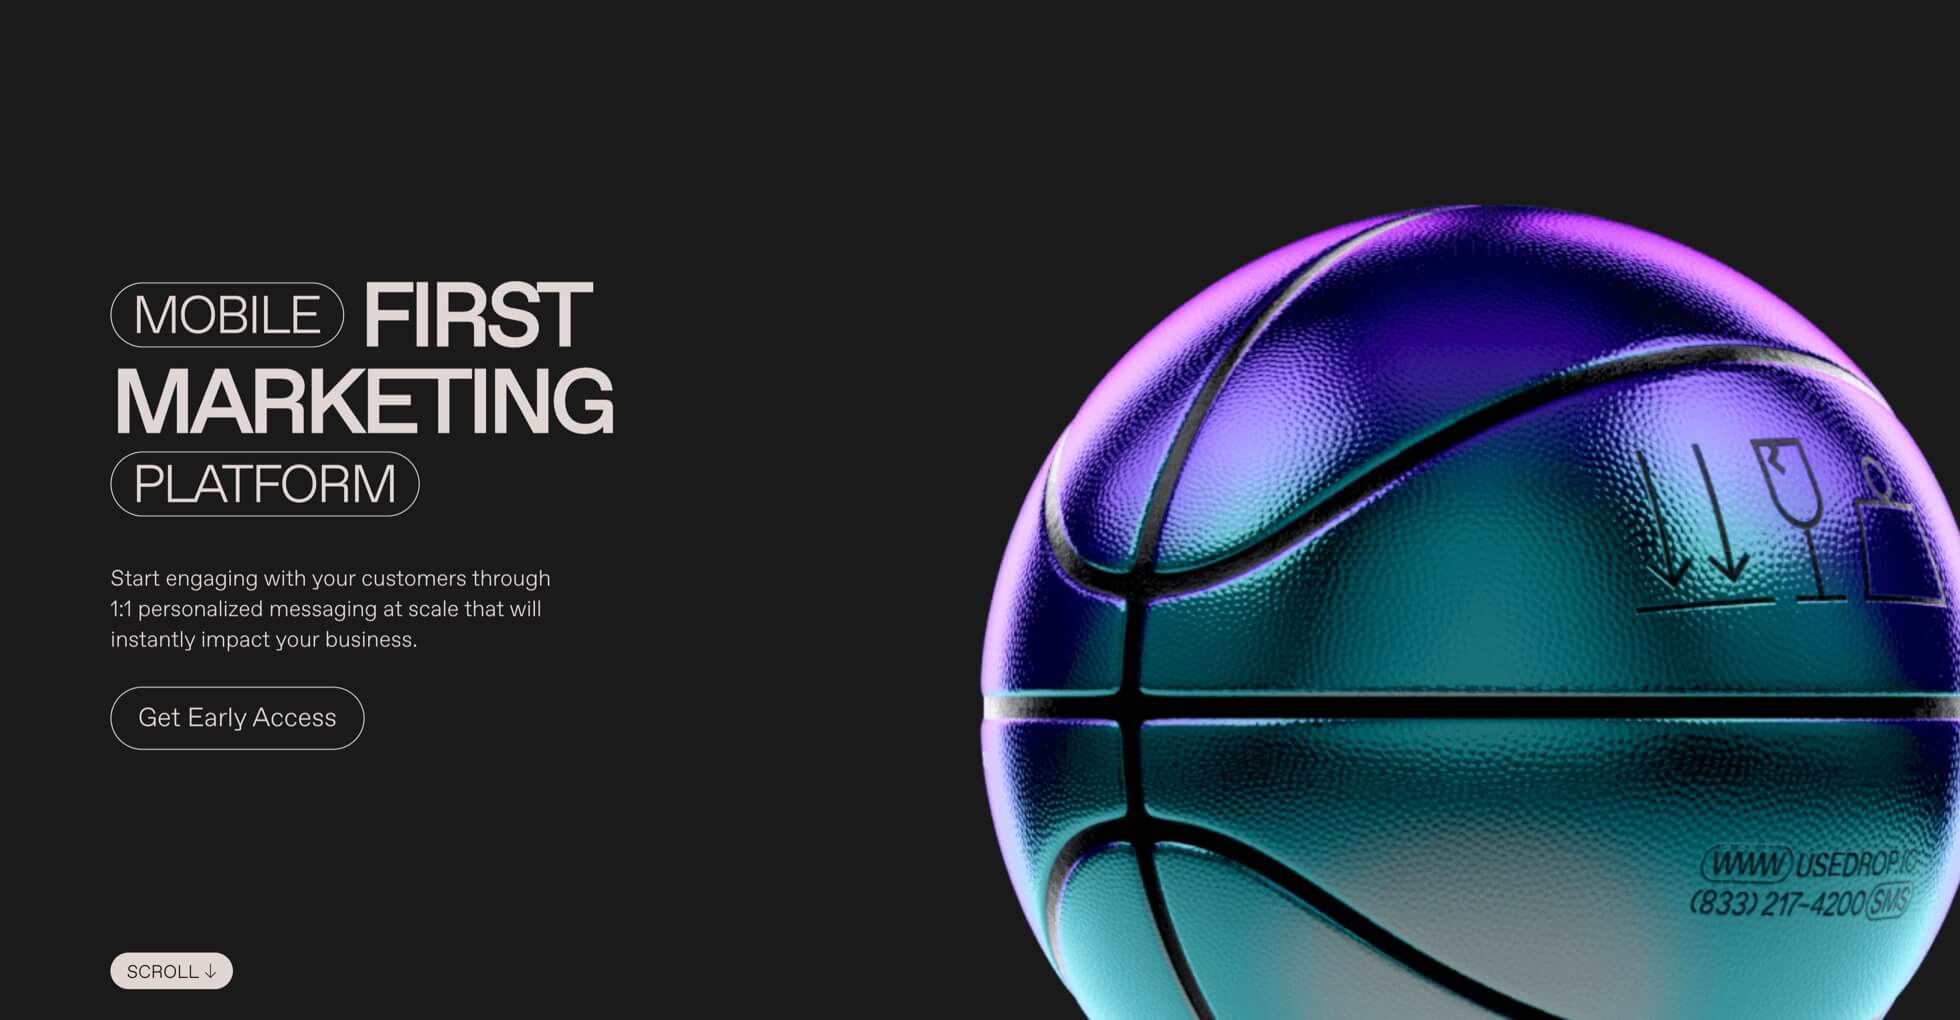 MOBILE FIRST
MARKETING
PLATFORM
Start engaging with your customers through
1:1 personalized messaging at scale that will
instantly impact your business.
Get Early Access
SCROLL ↓
WWW USEDROP.IO
(833) 217-4200 SMS